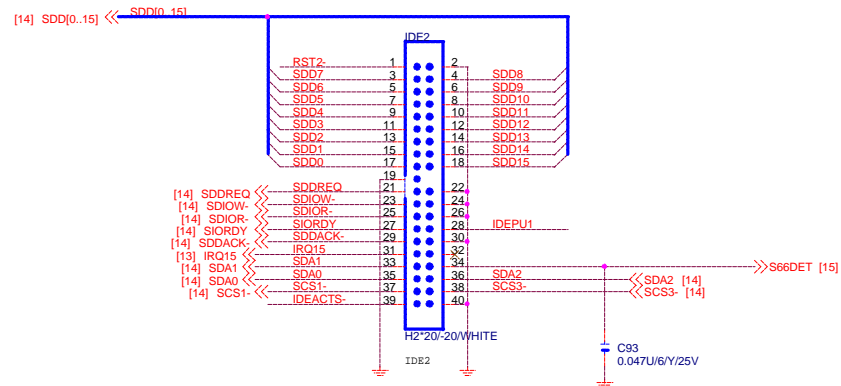 [14] SDD[0..15] SDD[0..15]
IDE2
RST2- 1 2
SDD7 3 4 SDD8
SDD6 5 6 SDD9
SDD5 7 8 SDD10
SDD4 9 10 SDD11
SDD3 11 12 SDD12
SDD2 13 14 SDD13
SDD1 15 16 SDD14
SDD0 17 18 SDD15
19
[14] SDDREQ SDDREQ 21 22
[14] SDIOW- SDIOW- 23 24
[14] SDIOR- SDIOR- 25 26
[14] SIORDY SIORDY 27 28 IDEPU1
[14] SDDACK- SDDACK- 29 30
[13] IRQ15 IRQ15 31 32
[14] SDA1 SDA1 33 34 S66DET [15]
[14] SDA0 SDA0 35 36 SDA2 SDA2 [14]
[14] SCS1- SCS1- 37 38 SCS3- SCS3- [14]
IDEACTS- 39 40
H2*20/-20/WHITE
IDE2
C93
0.047U/6/Y/25V